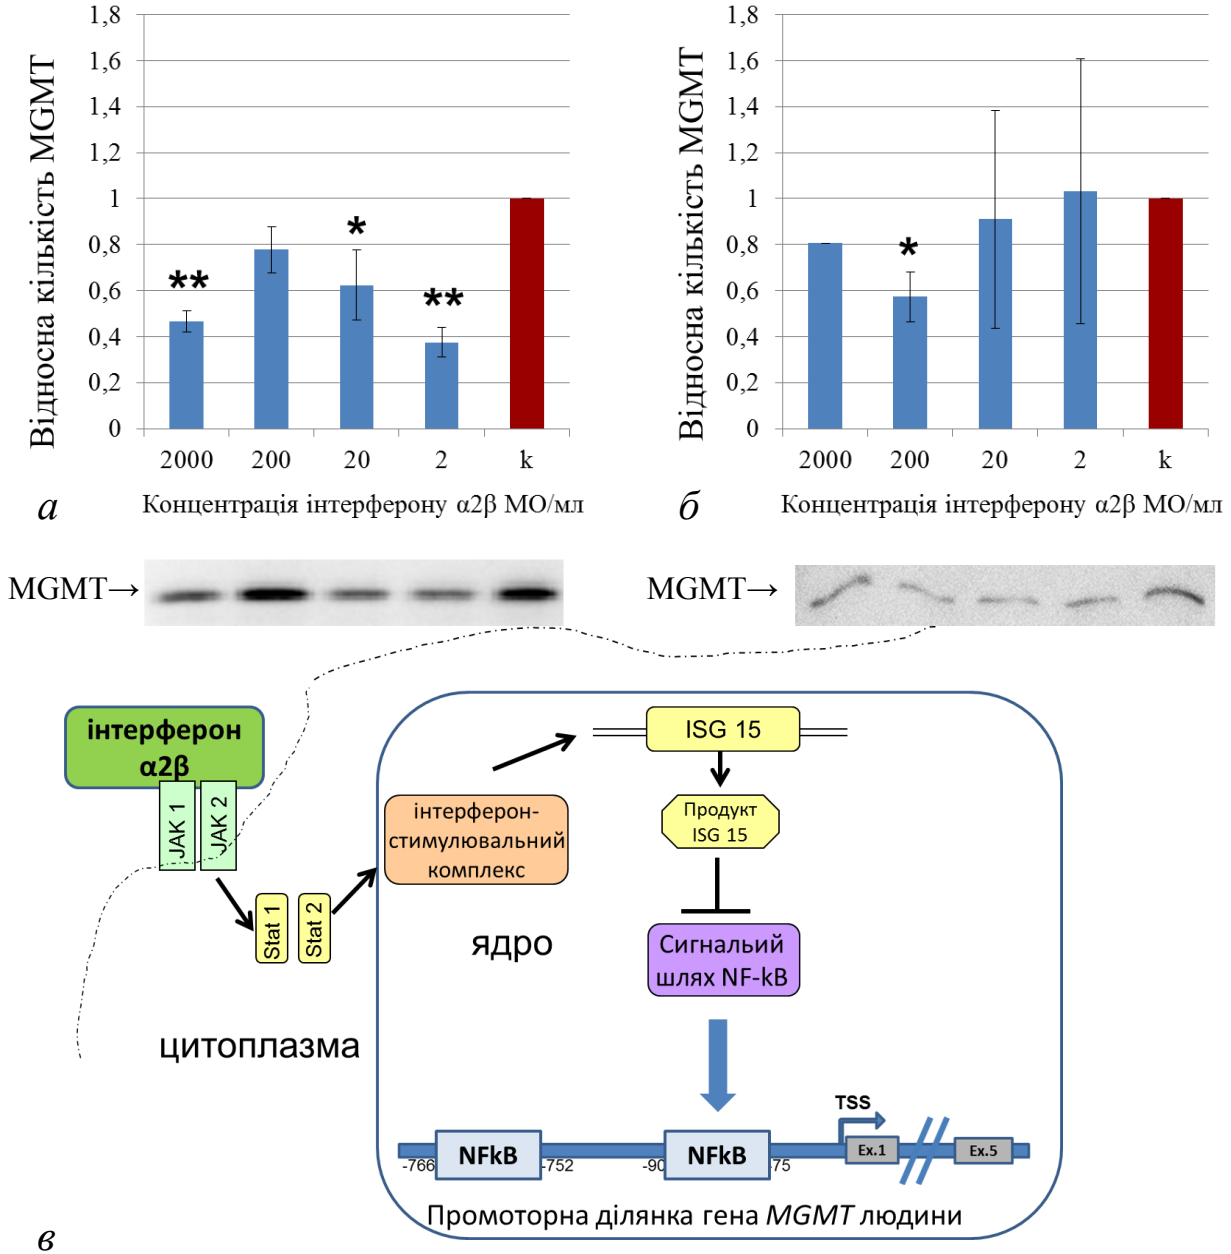 1,8
1,6
1,4
1,2
1
0,8
0,6
0,4
0,2
0
Відносна кількість MGMT
**
*
**
2000 200 20 2 k
Концентрація інтерферону α2β МО/мл
а
1,8
1,6
1,4
1,2
1
0,8
0,6
0,4
0,2
0
Відносна кількість MGMT
*
2000 200 20 2 k
Концентрація інтерферону α2β МО/мл
б
MGMT→
MGMT→
інтерферон
α2β
JAK 1
JAK 2
Stat 1
Stat 2
цитоплазма
інтерферон-
стимулювальний
комплекс
ISG 15
Продукт
ISG 15
ядро
Сигнальий
шлях NF-kB
TSS
NFkB
NFkB
Ex.1
Ex.5
-766
-752
-90
-75
Промоторна ділянка гена MGMT людини
в